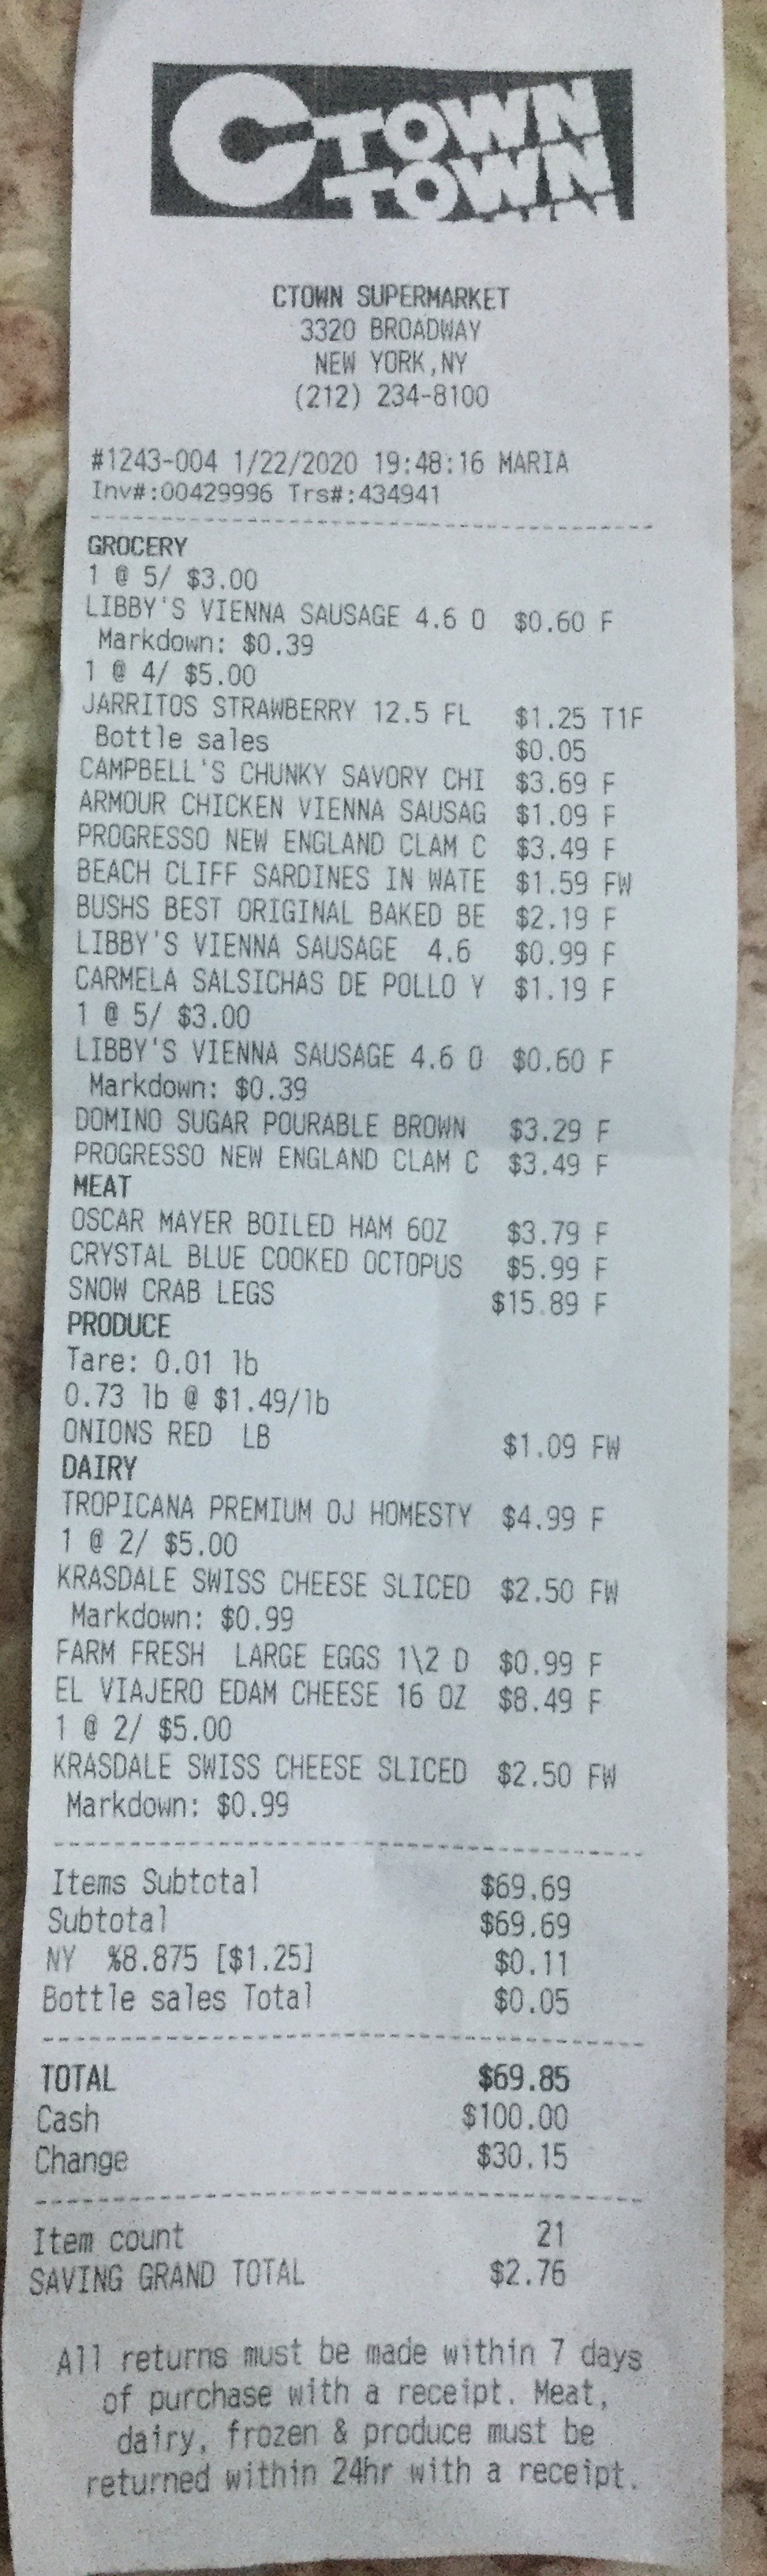 CTOWN
TOWN
CTOWN SUPERMARKET
3320 BROADWAY
NEW YORK,NY
(212) 234-8100
#1243-004 1/22/2020 19:48:16 MARIA
Inv#:00429996 Trs#:434941
GROCERY
1 @ 5/ $3.00
LIBBY'S VIENNA SAUSAGE 4.6 O $0.60 F
Markdown: $0.39
1 @ 4/ $5.00
JARRITOS STRAWBERRY 12.5 FL $1.25 T1F
Bottle sales $0.05
CAMPBELL'S CHUNKY SAVORY CHI $3.69 F
ARMOUR CHICKEN VIENNA SAUSAG $1.09 F
PROGRESSO NEW ENGLAND CLAM C $3.49 F
BEACH CLIFF SARDINES IN WATE $1.59 FW
BUSHS BEST ORIGINAL BAKED BE $2.19 F
LIBBY'S VIENNA SAUSAGE 4.6 $0.99 F
CARMELA SALSICHAS DE POLLO Y $1.19 F
1 @ 5/ $3.00
LIBBY'S VIENNA SAUSAGE 4.6 O $0.60 F
Markdown: $0.39
DOMINO SUGAR POURABLE BROWN $3.29 F
PROGRESSO NEW ENGLAND CLAM C $3.49 F
MEAT
OSCAR MAYER BOILED HAM 6OZ $3.79 F
CRYSTAL BLUE COOKED OCTOPUS $5.99 F
SNOW CRAB LEGS $15.89 F
PRODUCE
Tare: 0.01 lb
0.73 lb @ $1.49/lb
ONIONS RED LB $1.09 FW
DAIRY
TROPICANA PREMIUM OJ HOMESTY $4.99 F
1 @ 2/ $5.00
KRASDALE SWISS CHEESE SLICED $2.50 FW
Markdown: $0.99
FARM FRESH LARGE EGGS 1\2 D $0.99 F
EL VIAJERO EDAM CHEESE 16 OZ $8.49 F
1 @ 2/ $5.00
KRASDALE SWISS CHEESE SLICED $2.50 FW
Markdown: $0.99
Items Subtotal $69.69
Subtotal $69.69
NY %8.875 [$1.25] $0.11
Bottle sales Total $0.05
TOTAL $69.85
Cash $100.00
Change $30.15
Item count 21
SAVING GRAND TOTAL $2.76
All returns must be made within 7 days
of purchase with a receipt. Meat,
dairy, frozen & produce must be
returned within 24hr with a receipt.